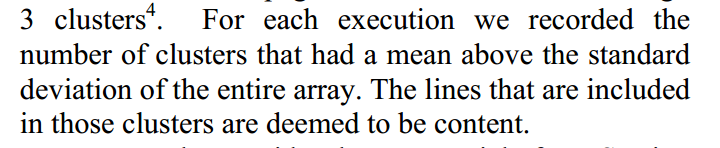 3 clusters⁴. For each execution we recorded the
number of clusters that had a mean above the standard
deviation of the entire array. The lines that are included
in those clusters are deemed to be content.